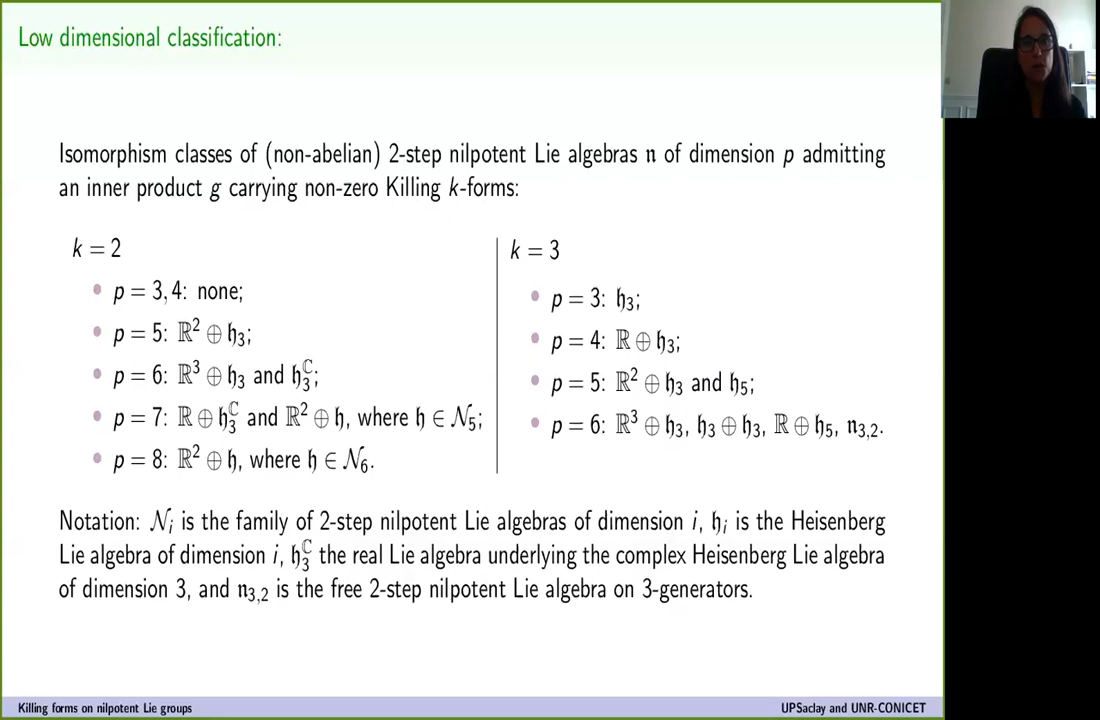 Low dimensional classification:
Isomorphism classes of (non-abelian) 2-step nilpotent Lie algebras 𝔫 of dimension p admitting
an inner product g carrying non-zero Killing k-forms:
k = 2
• p = 3, 4: none;
• p = 5: ℝ² ⊕ 𝔥₃;
• p = 6: ℝ³ ⊕ 𝔥₃ and 𝔥₃^ℂ;
• p = 7: ℝ ⊕ 𝔥₃^ℂ and ℝ² ⊕ 𝔥, where 𝔥 ∈ 𝒩₅;
• p = 8: ℝ² ⊕ 𝔥, where 𝔥 ∈ 𝒩₆.
k = 3
• p = 3: 𝔥₃;
• p = 4: ℝ ⊕ 𝔥₃;
• p = 5: ℝ² ⊕ 𝔥₃ and 𝔥₅;
• p = 6: ℝ³ ⊕ 𝔥₃, 𝔥₃ ⊕ 𝔥₃, ℝ ⊕ 𝔥₅, 𝔫₃,₂.
Notation: 𝒩ᵢ is the family of 2-step nilpotent Lie algebras of dimension i, 𝔥ᵢ is the Heisenberg
Lie algebra of dimension i, 𝔥₃^ℂ the real Lie algebra underlying the complex Heisenberg Lie algebra
of dimension 3, and 𝔫₃,₂ is the free 2-step nilpotent Lie algebra on 3-generators.
Killing forms on nilpotent Lie groups
UPSaclay and UNR-CONICET